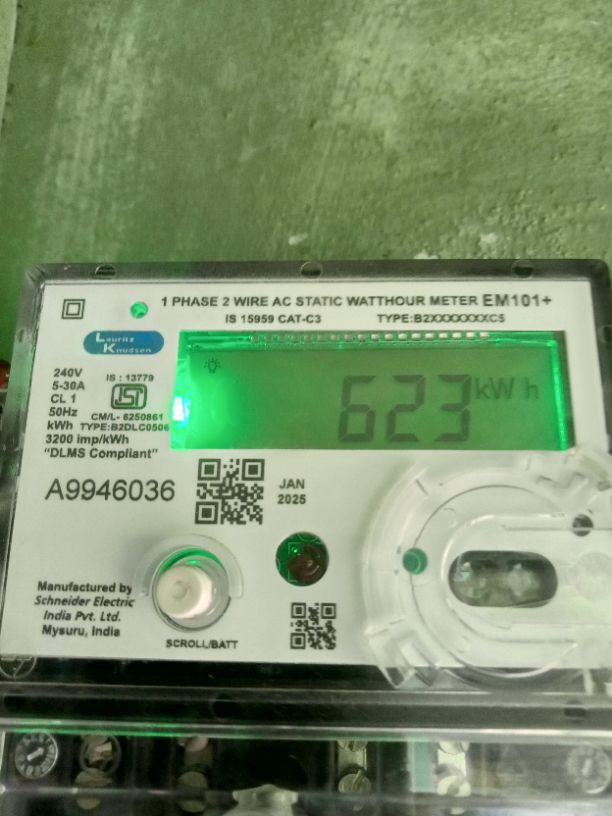 1 PHASE 2 WIRE AC STATIC WATTHOUR METER EM101+
IS 15959 CAT-C3 TYPE:B2XXXXXXXC5
Lauritz
Knudsen
240V
5-30A
CL 1
50Hz
kWh
3200 imp/kWh
"DLMS Compliant"
IS : 13779
ISI
CM/L- 6250861
TYPE:B2DLC0506
623 kW h
A9946036
JAN
2025
Manufactured by
Schneider Electric
India Pvt. Ltd.
Mysuru, India
SCROLL/BATT